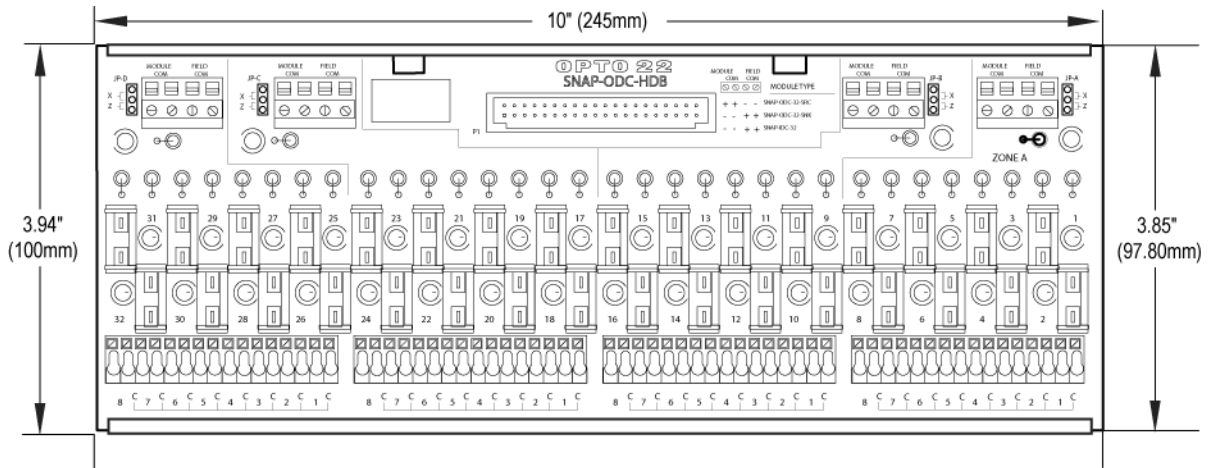 10" (245mm)
3.94"
(100mm)
3.85"
(97.80mm)
OPTO 22
SNAP-ODC-HDB
MODULE COM FIELD COM
JP-D
X
Z
MODULE COM FIELD COM
JP-C
X
Z
MODULE COM FIELD COM
MODULE TYPE
+ + - - SNAP-ODC-32-SRC
- - + + SNAP-ODC-32-SNK
- - + + SNAP-IDC-32
P1
MODULE COM FIELD COM
JP-B
X
Z
MODULE COM FIELD COM
JP-A
X
Z
ZONE A
31 29 27 25 23 21 19 17 15 13 11 9 7 5 3 1
32 30 28 26 24 22 20 18 16 14 12 10 8 6 4 2
8 C 7 C 6 C 5 C 4 C 3 C 2 C 1 C 8 C 7 C 6 C 5 C 4 C 3 C 2 C 1 C 8 C 7 C 6 C 5 C 4 C 3 C 2 C 1 C 8 C 7 C 6 C 5 C 4 C 3 C 2 C 1 C